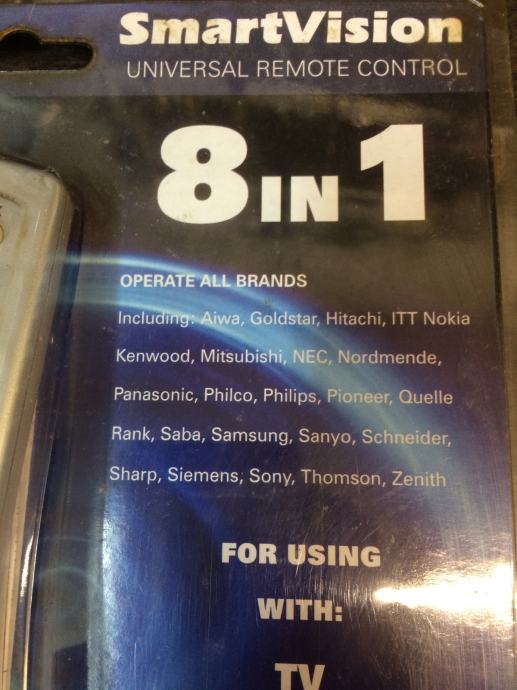 SmartVision
UNIVERSAL REMOTE CONTROL
8 IN 1
OPERATE ALL BRANDS
Including: Aiwa, Goldstar, Hitachi, ITT Nokia
Kenwood, Mitsubishi, NEC, Nordmende,
Panasonic, Philco, Philips, Pioneer, Quelle
Rank, Saba, Samsung, Sanyo, Schneider,
Sharp, Siemens, Sony, Thomson, Zenith
FOR USING
WITH:
TV